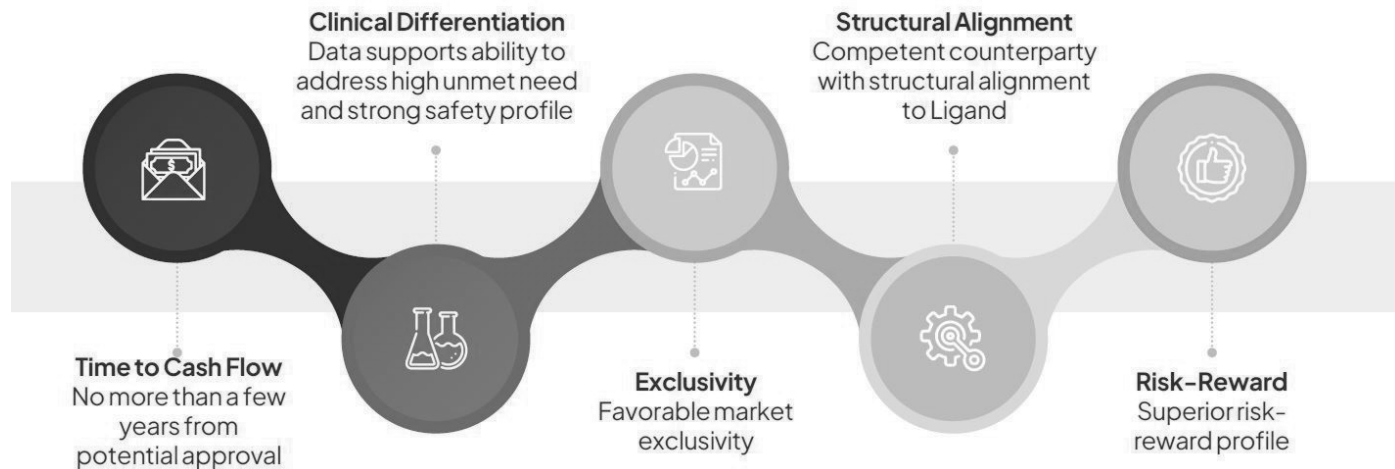 Time to Cash Flow
No more than a few
years from
potential approval
Clinical Differentiation
Data supports ability to
address high unmet need
and strong safety profile
Exclusivity
Favorable market
exclusivity
Structural Alignment
Competent counterparty
with structural alignment
to Ligand
Risk-Reward
Superior risk-
reward profile
$